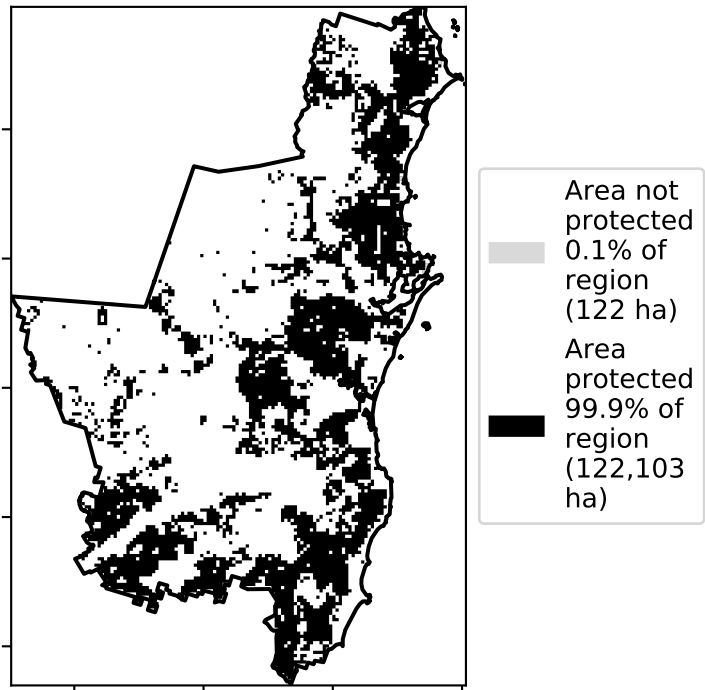 Area not
protected
0.1% of
region
(122 ha)
Area
protected
99.9% of
region
(122,103
ha)